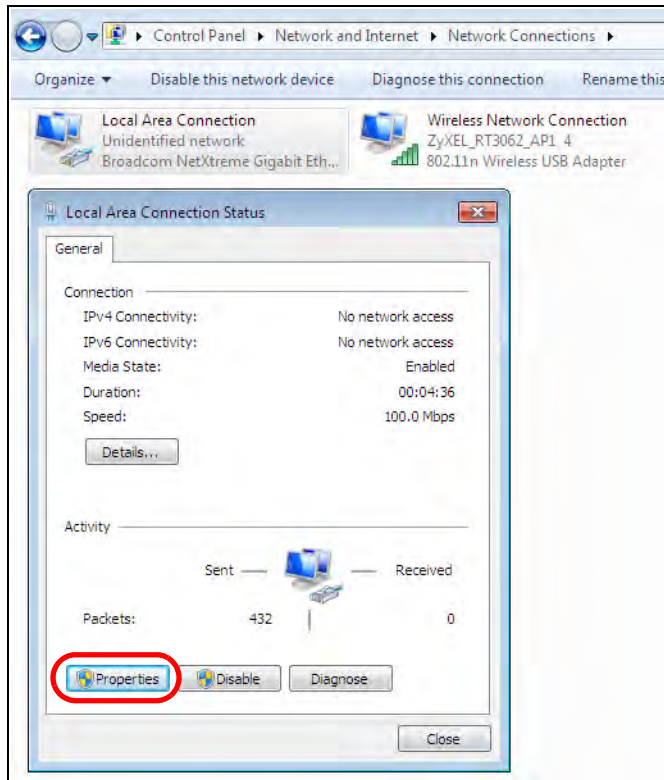 Control Panel Network and Internet Network Connections
Organize Disable this network device Diagnose this connection Rename this
Local Area Connection
Unidentified network
Broadcom NetXtreme Gigabit Eth...
Wireless Network Connection
ZyXEL_RT3062_AP1 4
802.11n Wireless USB Adapter
Local Area Connection Status
General
Connection
IPv4 Connectivity: No network access
IPv6 Connectivity: No network access
Media State: Enabled
Duration: 00:04:36
Speed: 100.0 Mbps
Details...
Activity
Sent Received
Packets: 432 0
Properties Disable Diagnose
Close